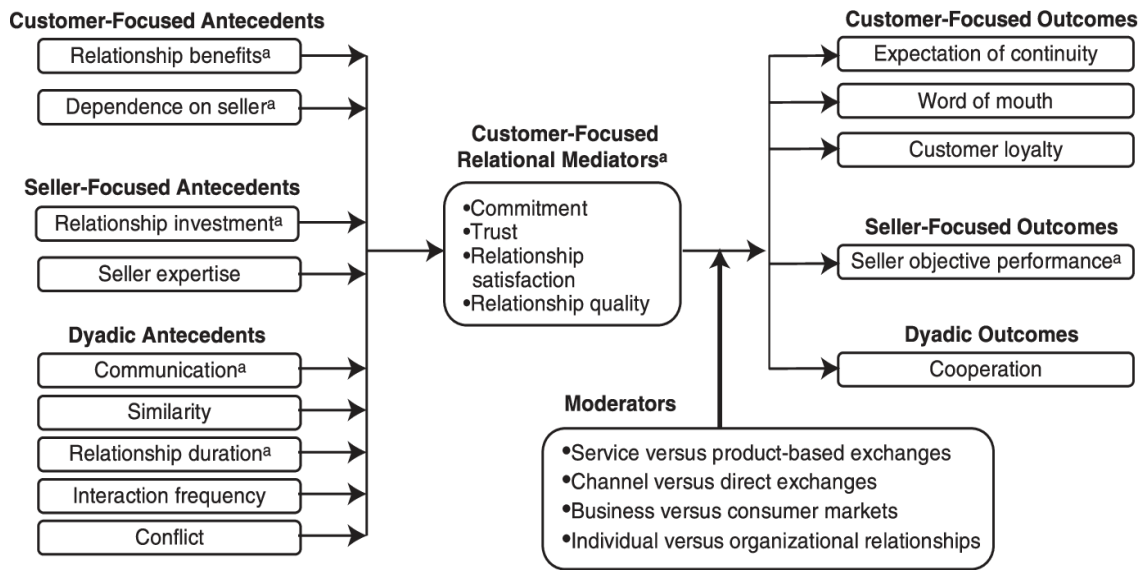 Customer-Focused Antecedents
Relationship benefitsᵃ
Dependence on sellerᵃ
Seller-Focused Antecedents
Relationship investmentᵃ
Seller expertise
Dyadic Antecedents
Communicationᵃ
Similarity
Relationship durationᵃ
Interaction frequency
Conflict
Customer-Focused
Relational Mediatorsᵃ
•Commitment
•Trust
•Relationship
satisfaction
•Relationship quality
Moderators
•Service versus product-based exchanges
•Channel versus direct exchanges
•Business versus consumer markets
•Individual versus organizational relationships
Customer-Focused Outcomes
Expectation of continuity
Word of mouth
Customer loyalty
Seller-Focused Outcomes
Seller objective performanceᵃ
Dyadic Outcomes
Cooperation